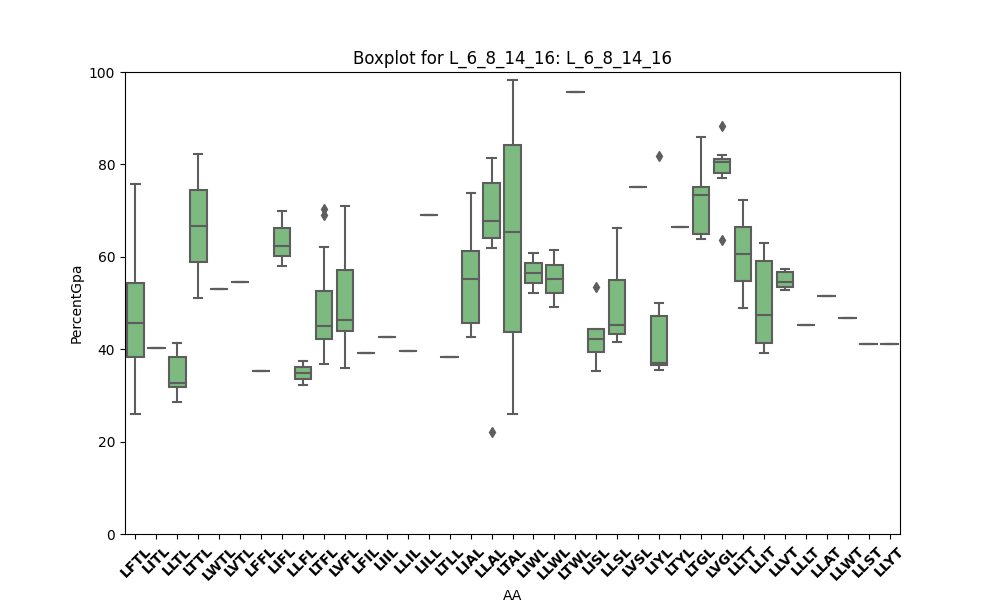 Boxplot for L_6_8_14_16: L_6_8_14_16
PercentGpa
100
80
60
40
20
0
LFTL LITL LLTL LTTL LWTL LVTL LFFL LIFL LLFL LTFL LVFL LFIL LIIL LLIL LILL LTLL LIAL LLAL LTAL LIWL LLWL LTWL LISL LLSL LVSL LIYL LTYL LTGL LVGL LLTT LLIT LLVT LLLT LLAT LLWT LLST LLYT
AA